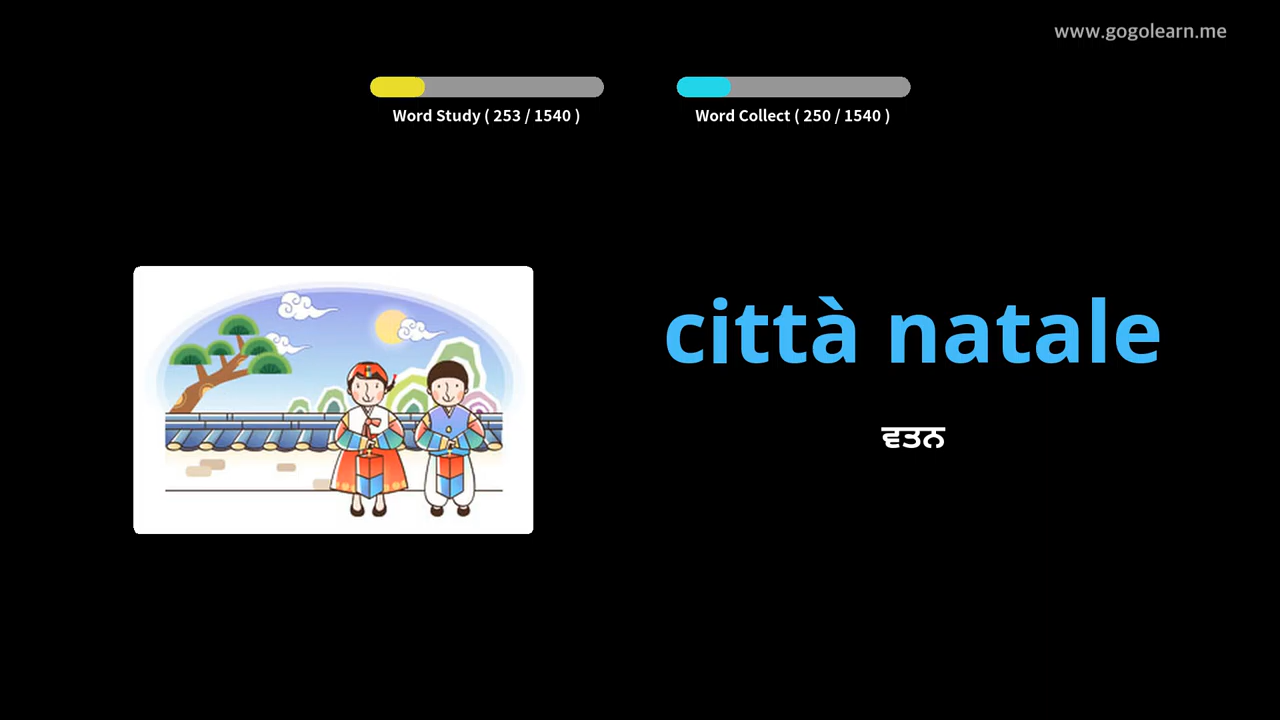 www.gogolearn.me
Word Study ( 253 / 1540 )
Word Collect ( 250 / 1540 )
città natale
ਵਤਨ